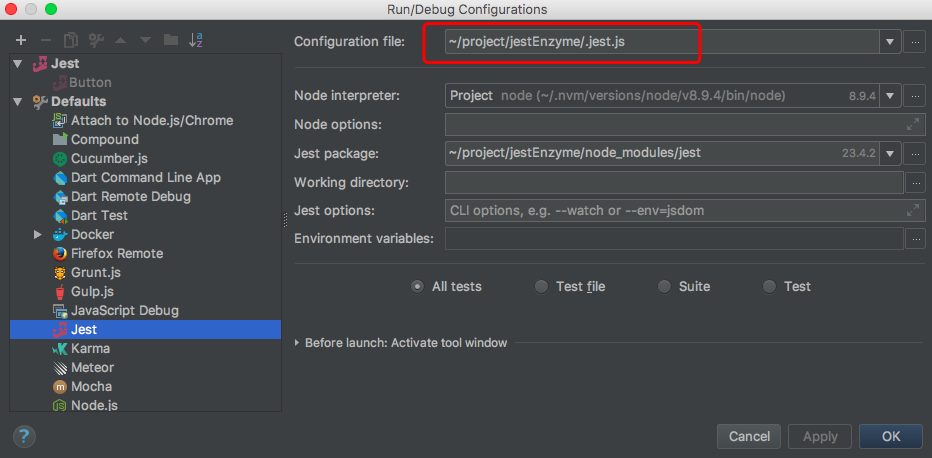 Run/Debug Configurations
Jest
Button
Defaults
Attach to Node.js/Chrome
Compound
Cucumber.js
Dart Command Line App
Dart Remote Debug
Dart Test
Docker
Firefox Remote
Grunt.js
Gulp.js
JavaScript Debug
Jest
Karma
Meteor
Mocha
Node.js
Configuration file: ~/project/jestEnzyme/.jest.js
Node interpreter: Project node (~/.nvm/versions/node/v8.9.4/bin/node) 8.9.4
Node options:
Jest package: ~/project/jestEnzyme/node_modules/jest 23.4.2
Working directory:
Jest options: CLI options, e.g. --watch or --env=jsdom
Environment variables:
All tests Test file Suite Test
Before launch: Activate tool window
? Cancel Apply OK